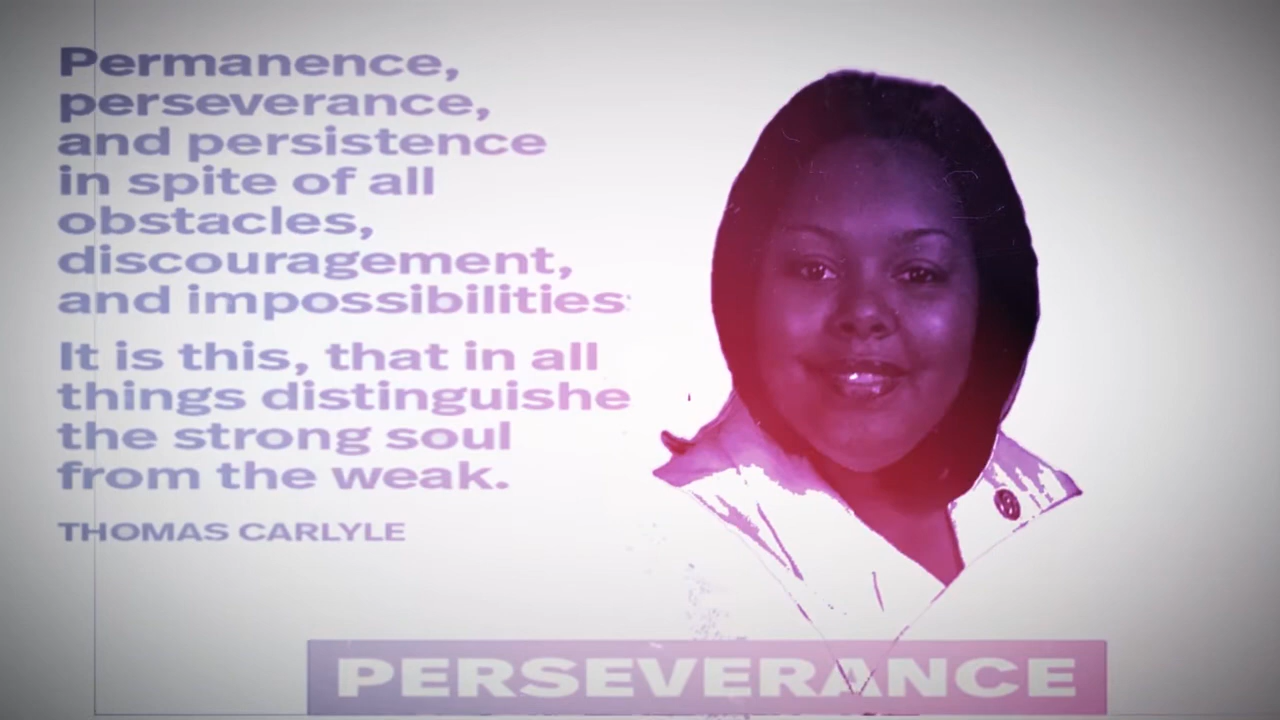 Permanence,
perseverance,
and persistence
in spite of all
obstacles,
discouragement,
and impossibilities:
It is this, that in all
things distinguishe
the strong soul
from the weak.
THOMAS CARLYLE
PERSEVERANCE